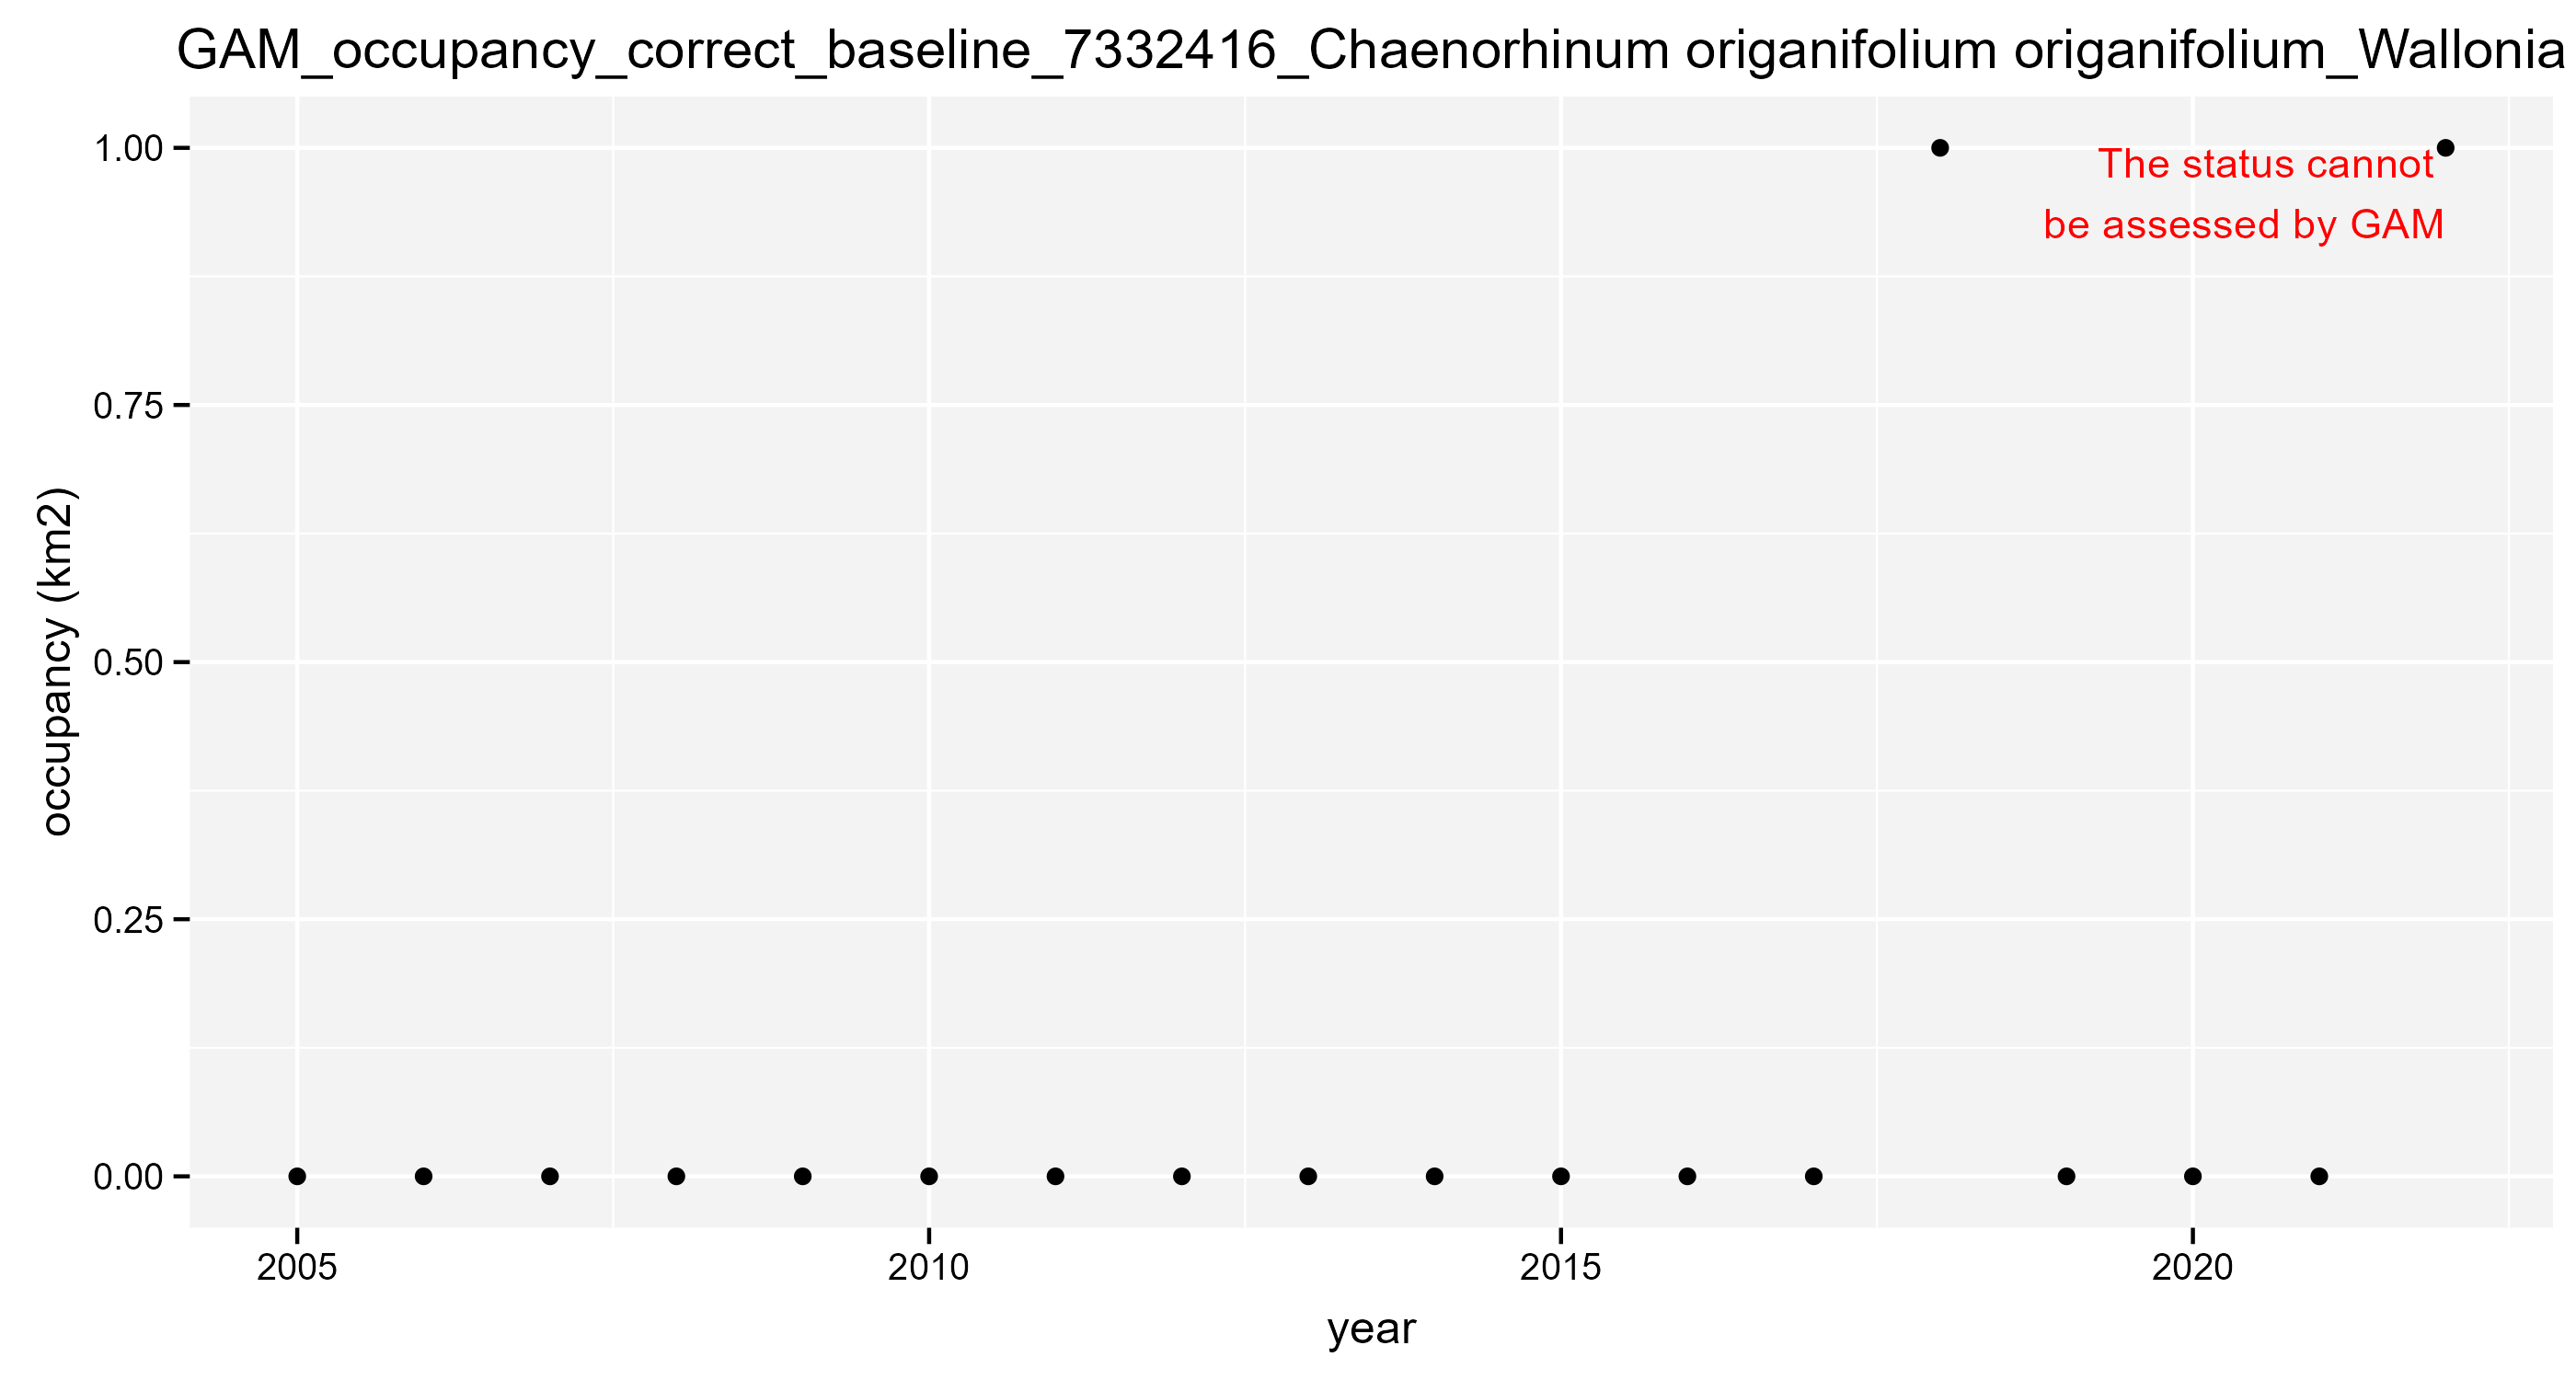 GAM_occupancy_correct_baseline_7332416_Chaenorhinum origanifolium origanifolium_Wallonia
1.00
The status cannot
be assessed by GAM
0.75
occupancy (km2)
0.50
0.25
0.00
2005 2010 2015 2020
year